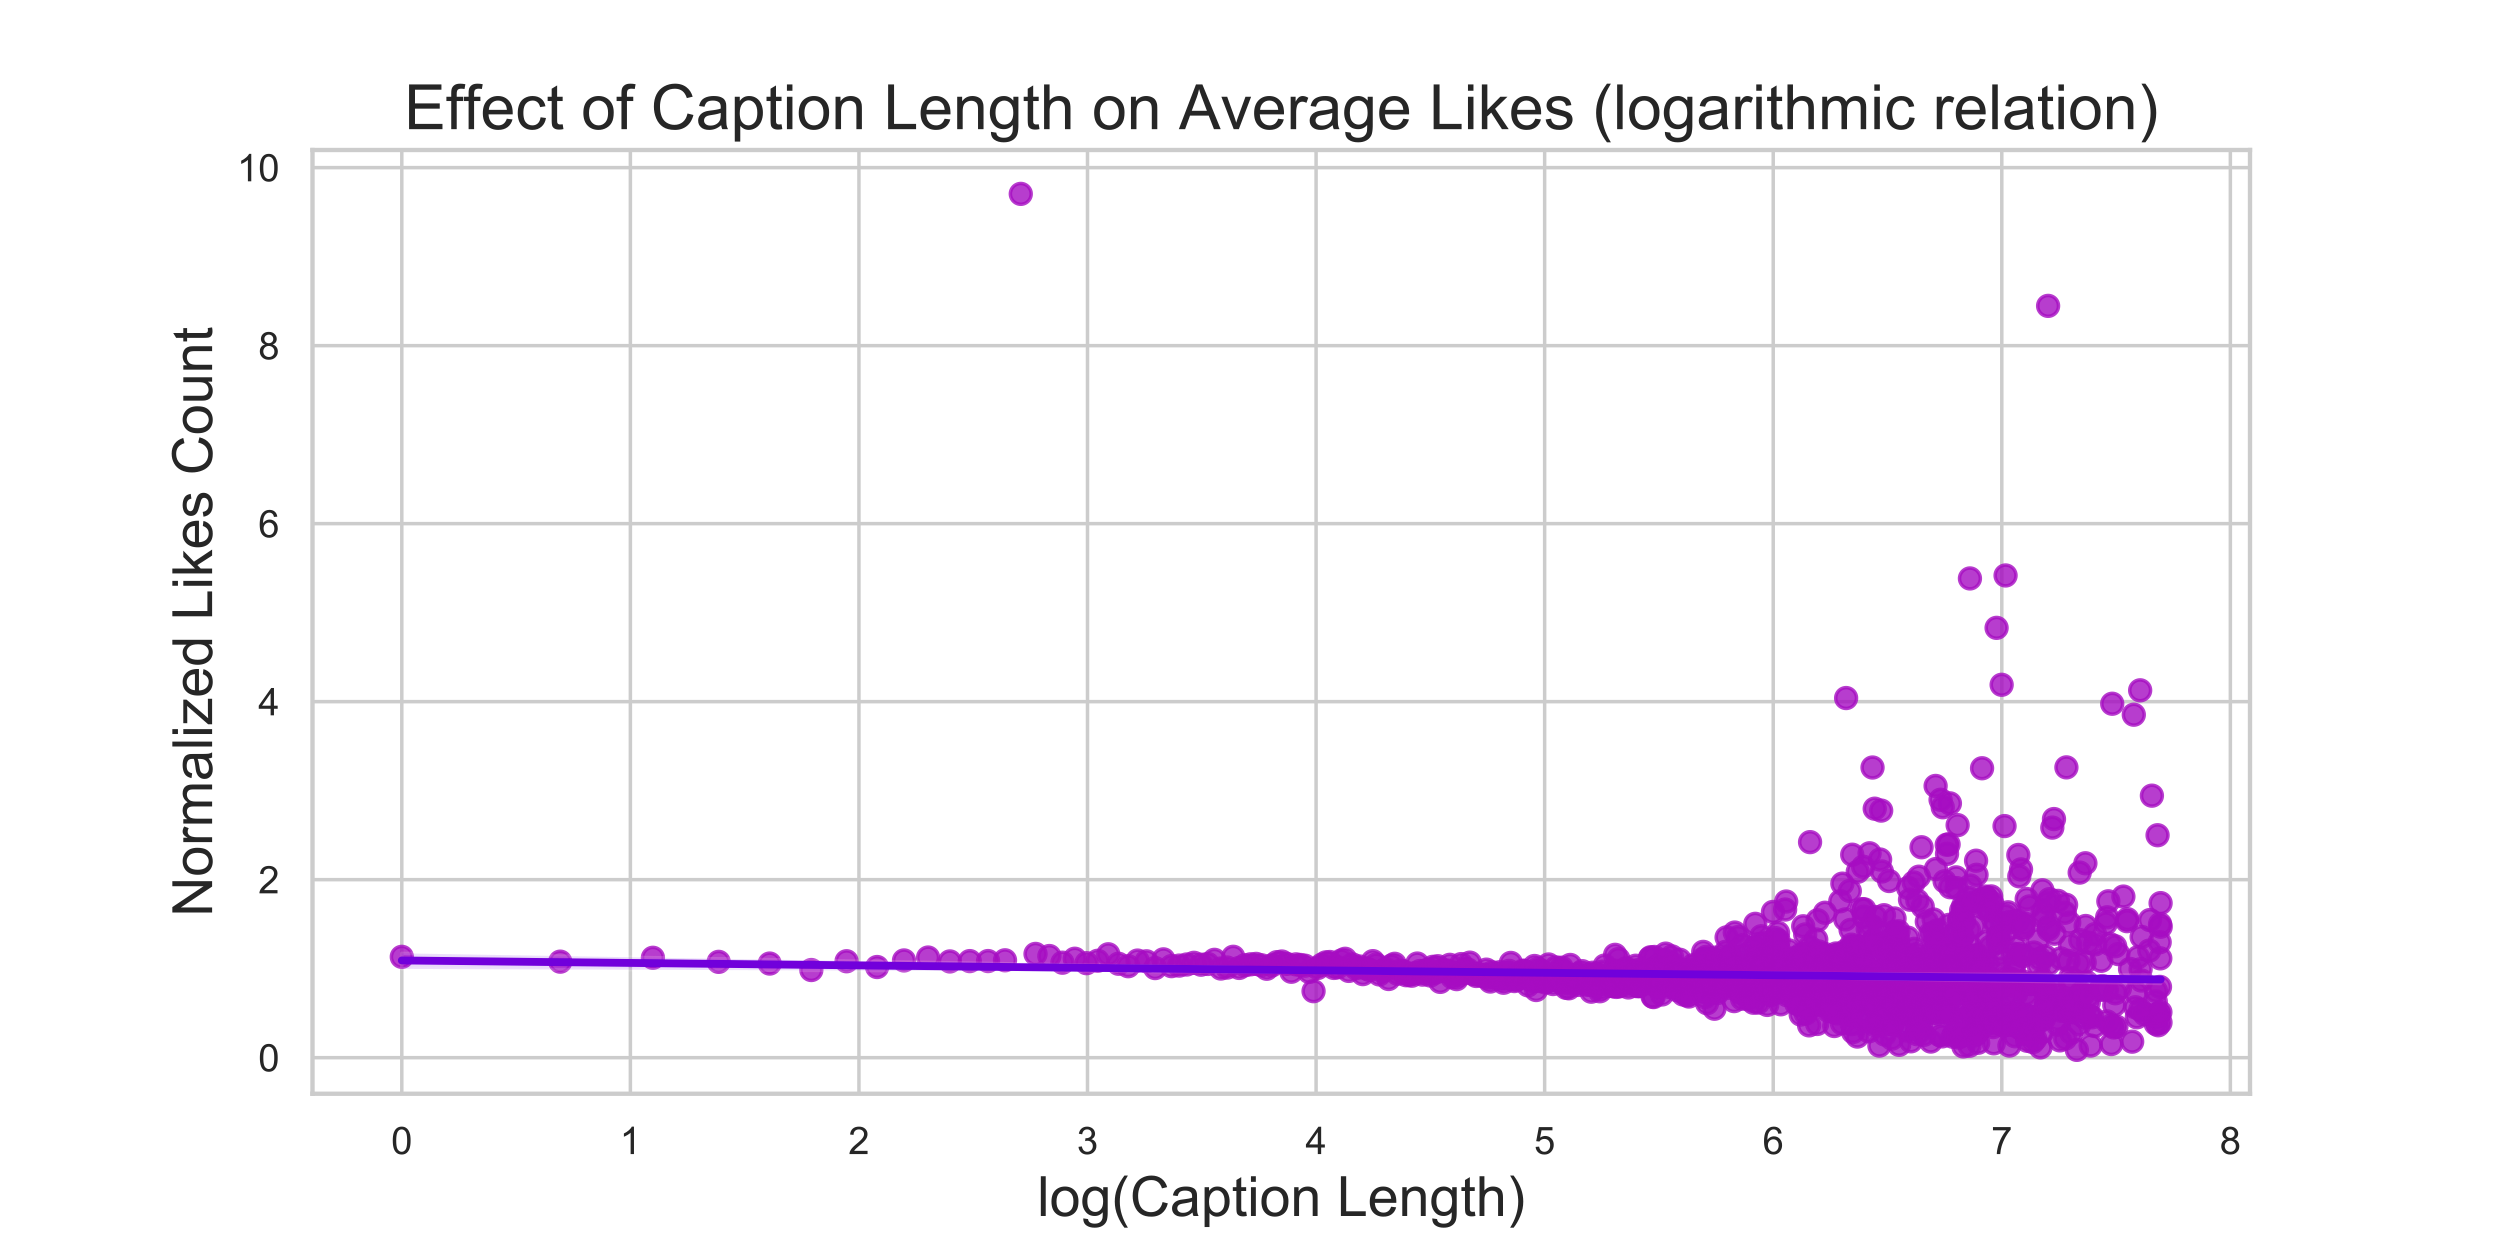 Effect of Caption Length on Average Likes (logarithmic relation)
10
8
6
4
2
0
Normalized Likes Count
0 1 2 3 4 5 6 7 8
log(Caption Length)